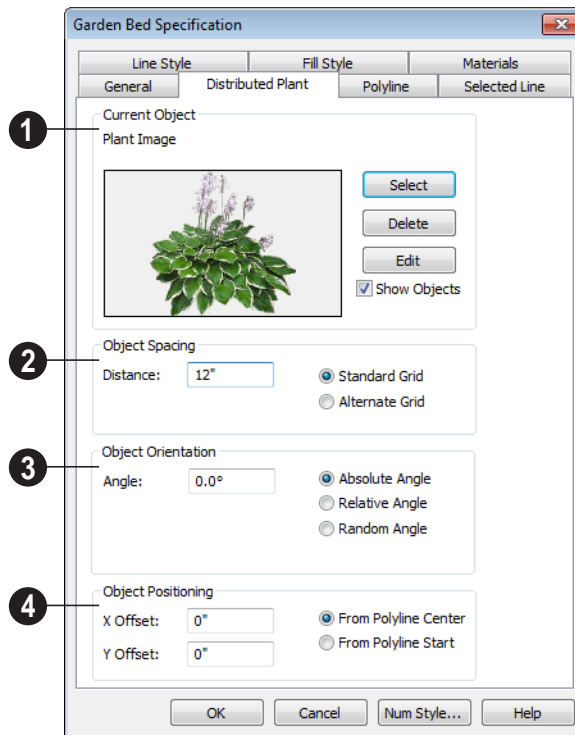 Garden Bed Specification
Line Style Fill Style Materials
General Distributed Plant Polyline Selected Line
1 Current Object
Plant Image
Select
Delete
Edit
Show Objects
2 Object Spacing
Distance: 12" Standard Grid
Alternate Grid
3 Object Orientation
Angle: 0.0° Absolute Angle
Relative Angle
Random Angle
4 Object Positioning
X Offset: 0" From Polyline Center
Y Offset: 0" From Polyline Start
OK Cancel Num Style... Help